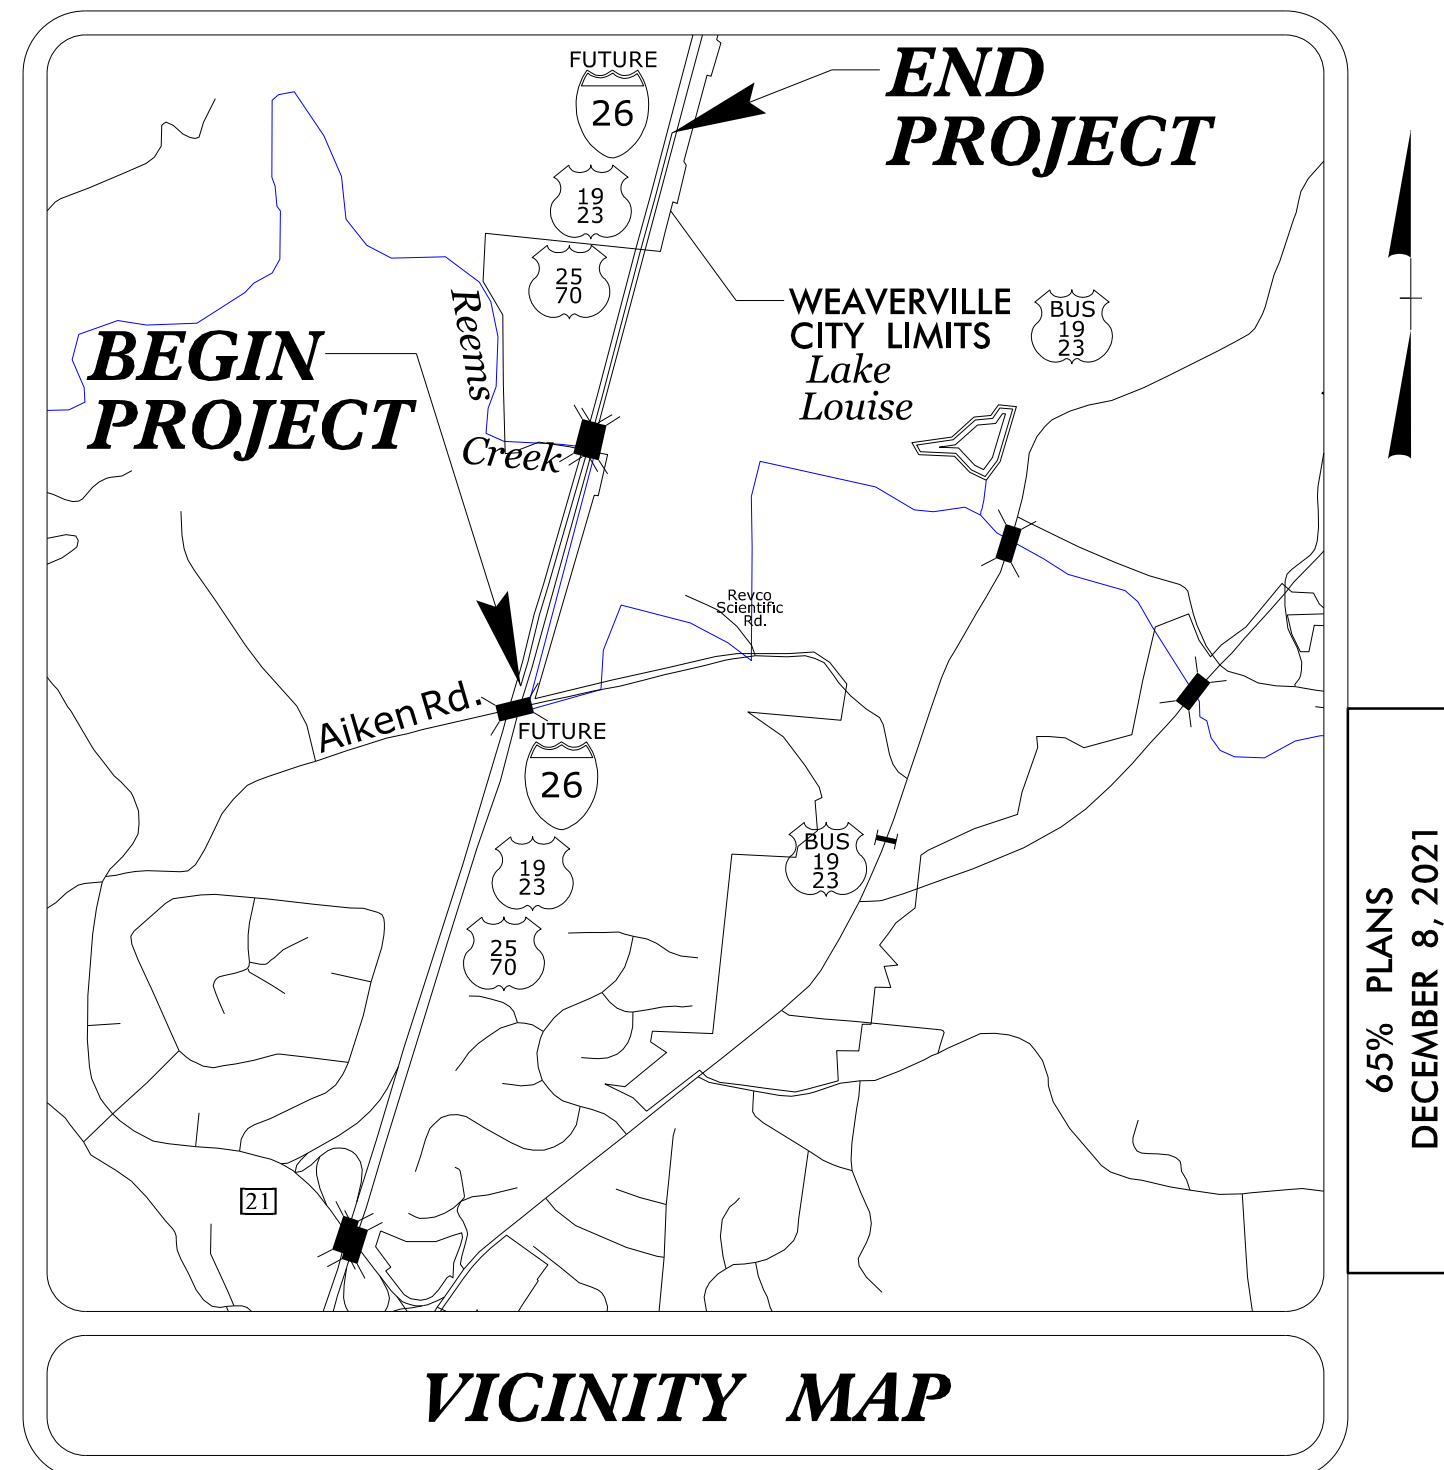 FUTURE
26
END
PROJECT
19
23
25
70
Reems
Creek
WEAVERVILLE
CITY LIMITS
BUS
19
23
Lake
Louise
BEGIN
PROJECT
Revco
Scientific
Rd.
Aiken Rd.
FUTURE
26
19
23
25
70
BUS
19
23
21
65% PLANS
DECEMBER 8, 2021
VICINITY MAP